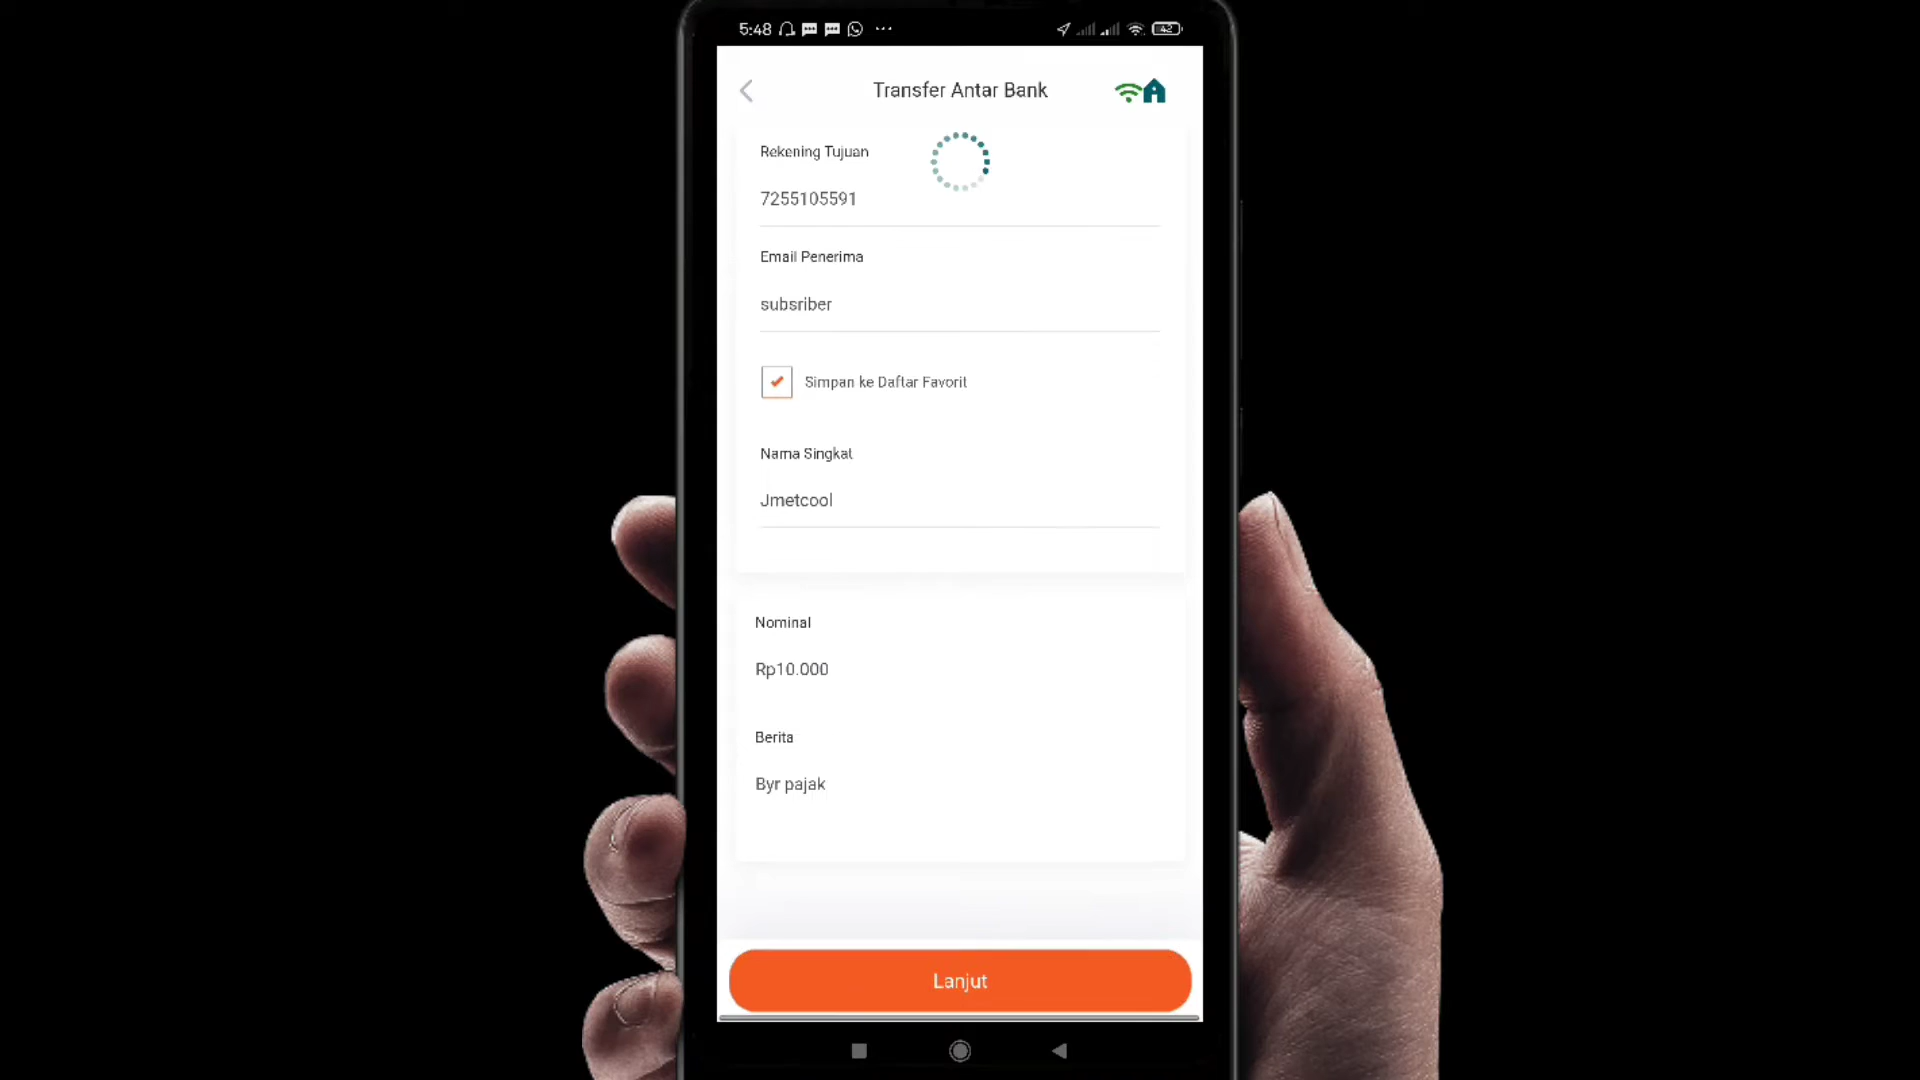 5:48
42
Transfer Antar Bank
Rekening Tujuan
7255105591
Email Penerima
subsriber
Simpan ke Daftar Favorit
Nama Singkat
Jmetcool
Nominal
Rp10.000
Berita
Byr pajak
Lanjut